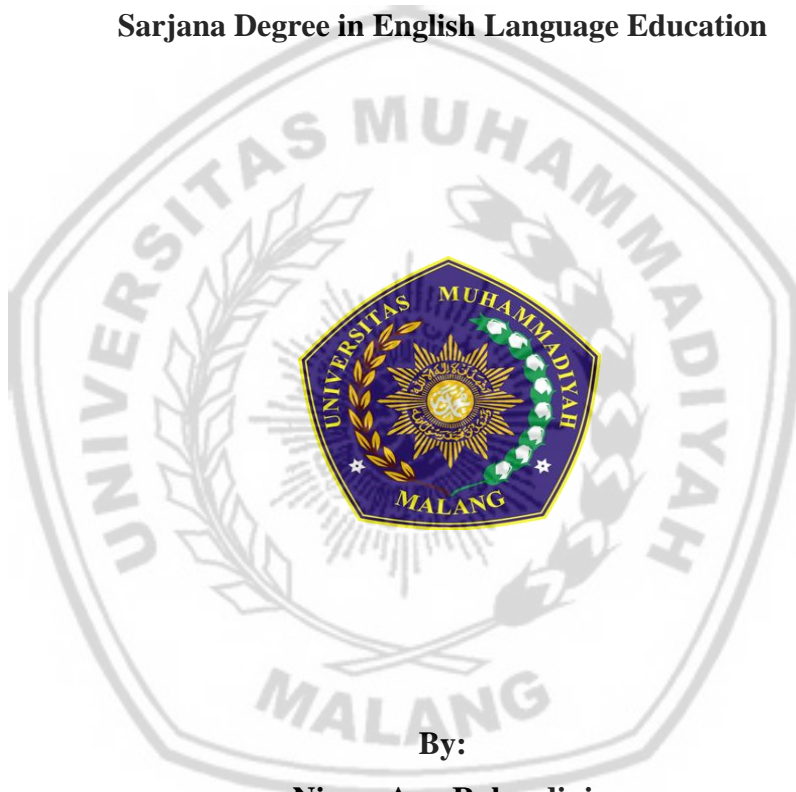 Sarjana Degree in English Language Education
UNIVERSITAS MUHAMMADIYAH
MALANG
UNIVERSITAS MUHAMMADIYAH
MALANG
By: